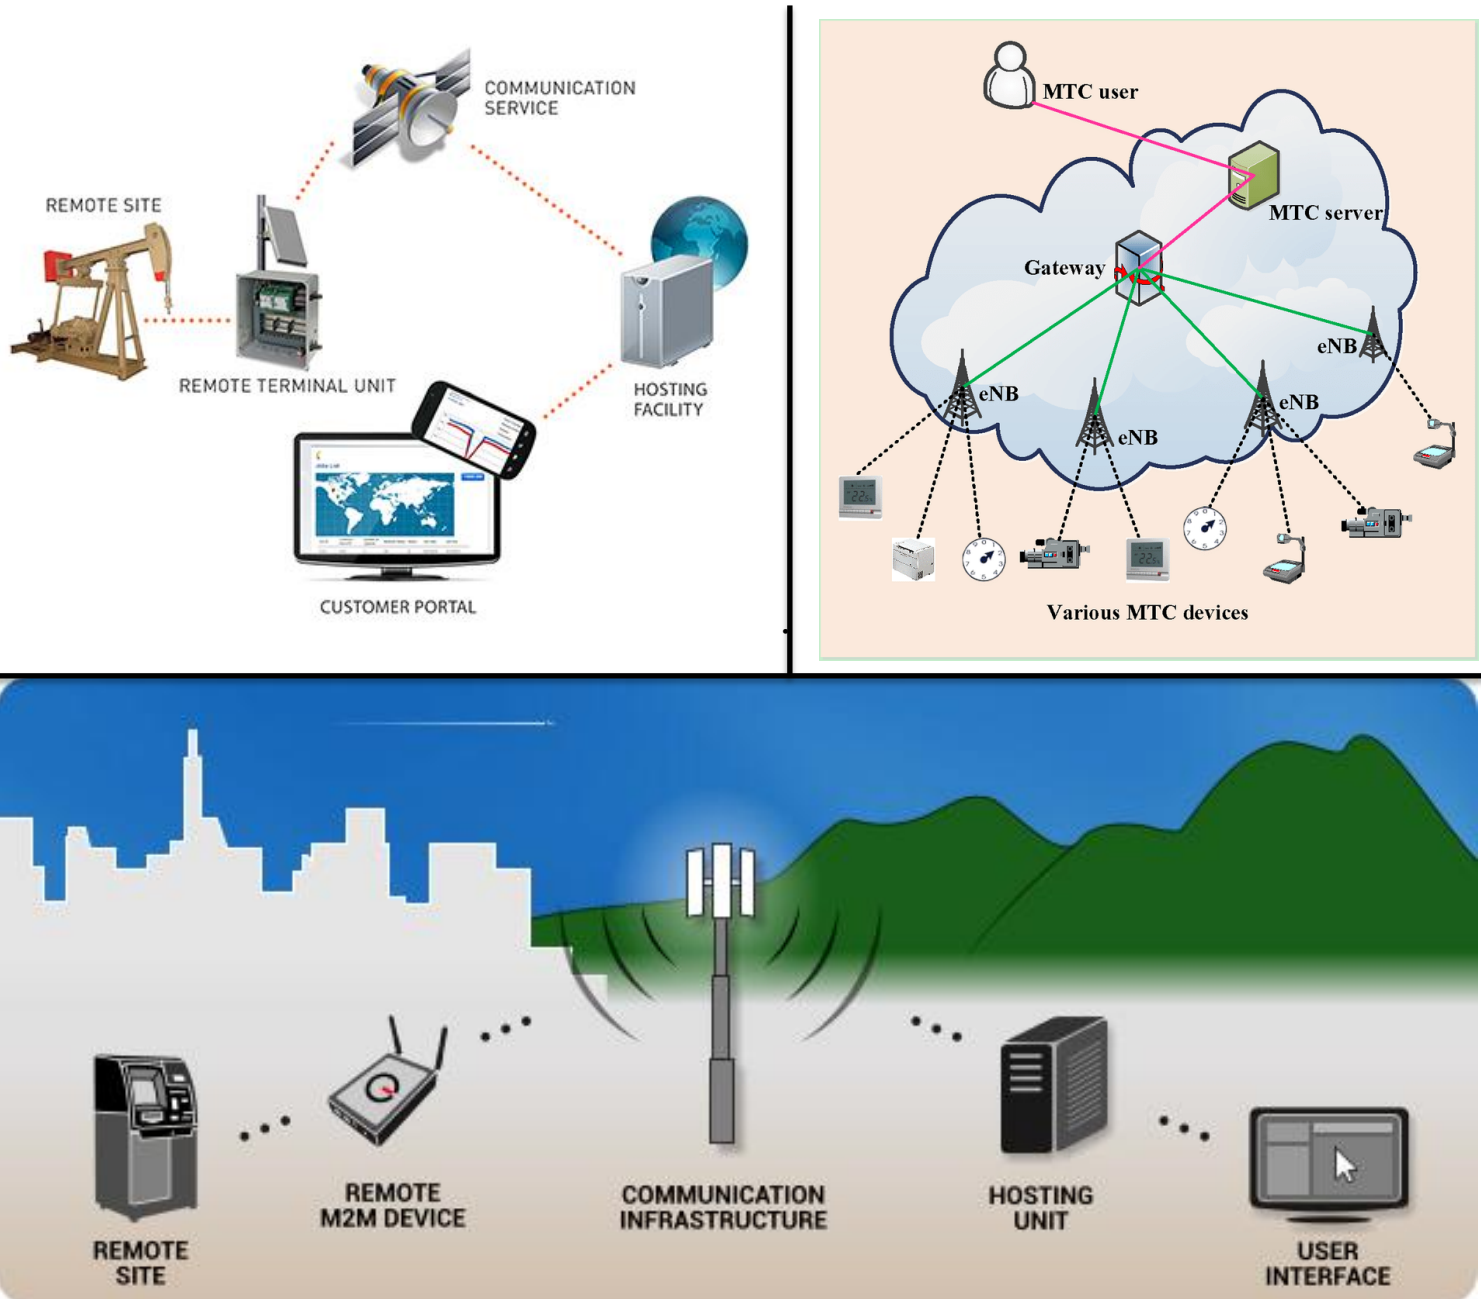 COMMUNICATION
SERVICE
REMOTE SITE
REMOTE TERMINAL UNIT
HOSTING
FACILITY
CUSTOMER PORTAL
MTC user
MTC server
Gateway
eNB
eNB
eNB
eNB
Various MTC devices
REMOTE
SITE
REMOTE
M2M DEVICE
COMMUNICATION
INFRASTRUCTURE
HOSTING
UNIT
USER
INTERFACE